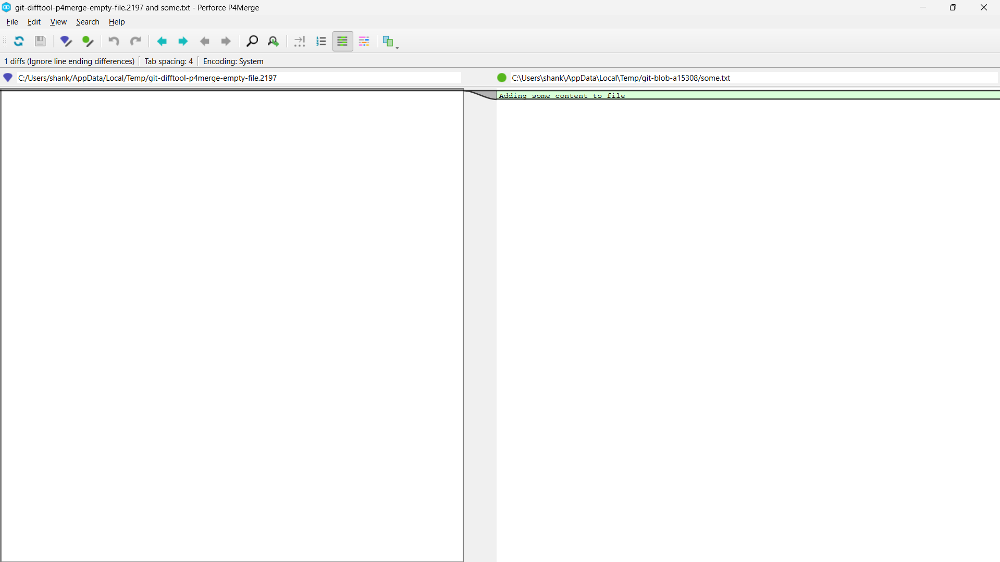 git-difftool-p4merge-empty-file.2197 and some.txt - Perforce P4Merge
File Edit View Search Help
1 diffs (Ignore line ending differences) Tab spacing: 4 Encoding: System
C:/Users/shank/AppData/Local/Temp/git-difftool-p4merge-empty-file.2197
C:\Users\shank\AppData\Local\Temp/git-blob-a15308/some.txt
Adding some content to file